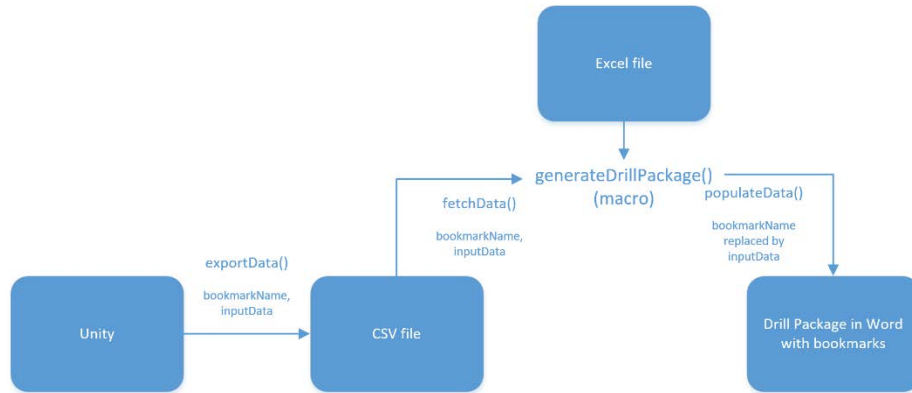 Excel file
generateDrillPackage()
(macro)
fetchData()
bookmarkName,
inputData
populateData()
bookmarkName
replaced by
inputData
exportData()
bookmarkName,
inputData
Unity
CSV file
Drill Package in Word
with bookmarks